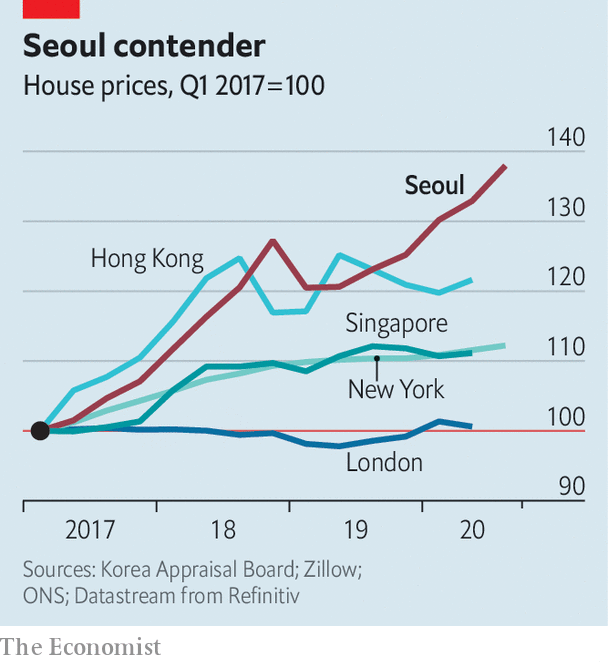 Seoul contender
House prices, Q1 2017=100
140
Seoul
130
Hong Kong
120
Singapore
110
New York
100
London
90
2017 18 19 20
Sources: Korea Appraisal Board; Zillow;
ONS; Datastream from Refinitiv
The Economist